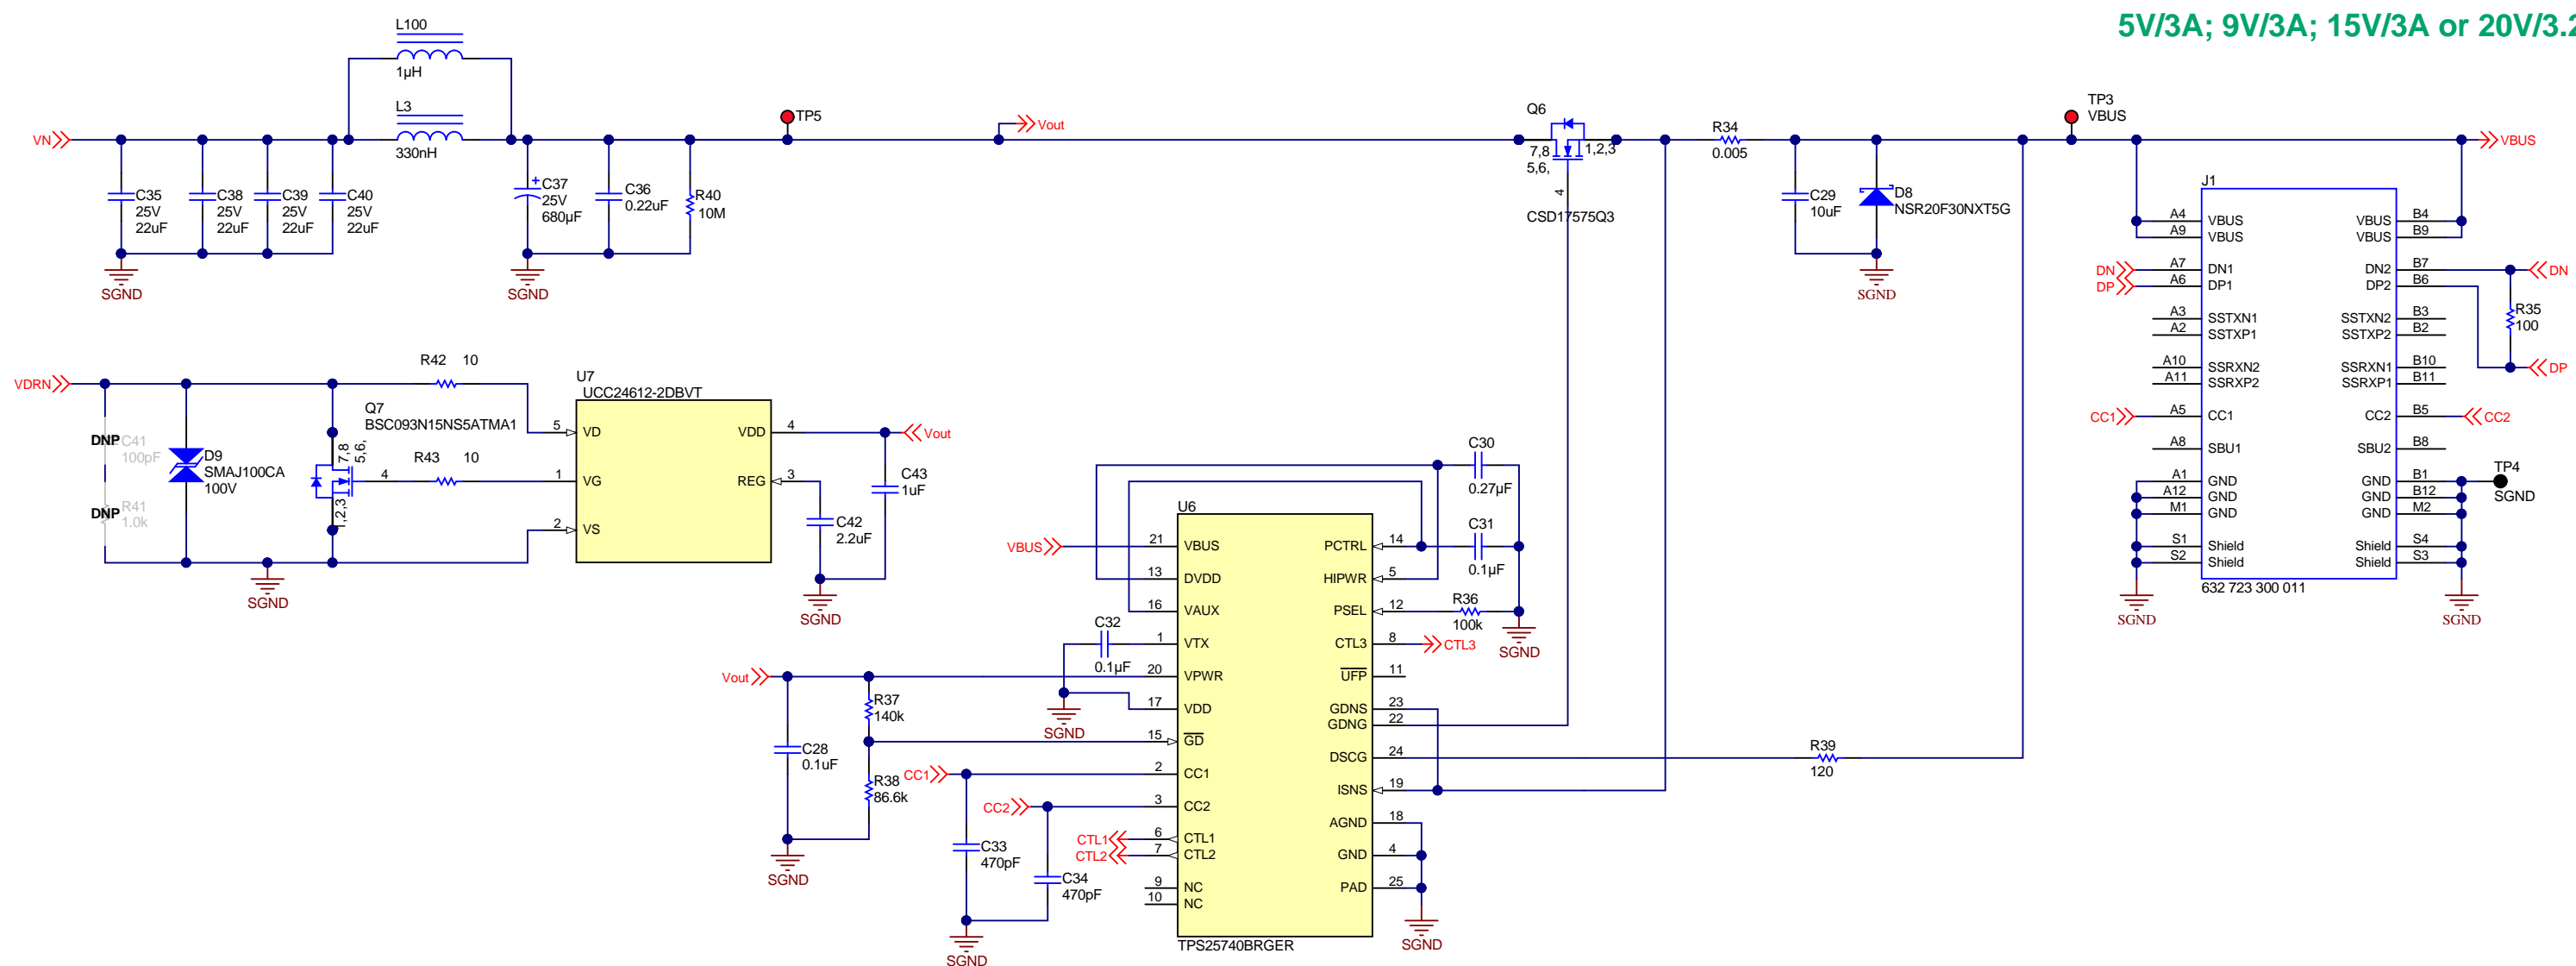 5V/3A; 9V/3A; 15V/3A or 20V/3.2
L100
1µH
L3
330nH
VN
C35
25V
22uF
C38
25V
22uF
C39
25V
22uF
C40
25V
22uF
SGND
C37
25V
680µF
+
C36
0.22uF
R40
10M
SGND
TP5
Vout
Q6
7,8
5,6,
1,2,3
4
CSD17575Q3
R34
0.005
C29
10uF
D8
NSR20F30NXT5G
SGND
TP3
VBUS
VBUS
J1
A4 VBUS VBUS B4
A9 VBUS VBUS B9
DN A7 DN1 DN2 B7 DN
DP A6 DP1 DP2 B6
A3 SSTXN1 SSTXN2 B3
A2 SSTXP1 SSTXP2 B2
R35
100
A10 SSRXN2 SSRXN1 B10
A11 SSRXP2 SSRXP1 B11
DP
CC1 A5 CC1 CC2 B5 CC2
A8 SBU1 SBU2 B8
A1 GND GND B1
A12 GND GND B12
M1 GND GND M2
S1 Shield Shield S4
S2 Shield Shield S3
632 723 300 011
TP4
SGND
SGND
SGND
VDRN
DNP C41
100pF
DNP R41
1.0k
D9
SMAJ100CA
100V
R42 10
Q7
BSC093N15NS5ATMA1
7,8
5,6,
4
1,2,3
R43 10
SGND
U7
UCC24612-2DBVT
5 VD VDD 4
1 VG REG 3
2 VS
Vout
C43
1uF
C42
2.2uF
SGND
C30
0.27µF
C31
0.1µF
R36
100k
SGND
U6
VBUS 21 VBUS PCTRL 14
13 DVDD HIPWR 5
16 VAUX PSEL 12
1 VTX CTL3 8 CTL3
20 VPWR UFP 11
17 VDD GDNS 23
GDNG 22
15 GD
DSCG 24
2 CC1
ISNS 19
3 CC2
AGND 18
6 CTL1
7 CTL2 GND 4
9 NC PAD 25
10 NC
TPS25740BRGER
SGND
C32
0.1µF
SGND
Vout
R37
140k
C28
0.1uF
R38
86.6k
SGND
CC1
CC2
CTL1
CTL2
C33
470pF
C34
470pF
SGND
R39
120